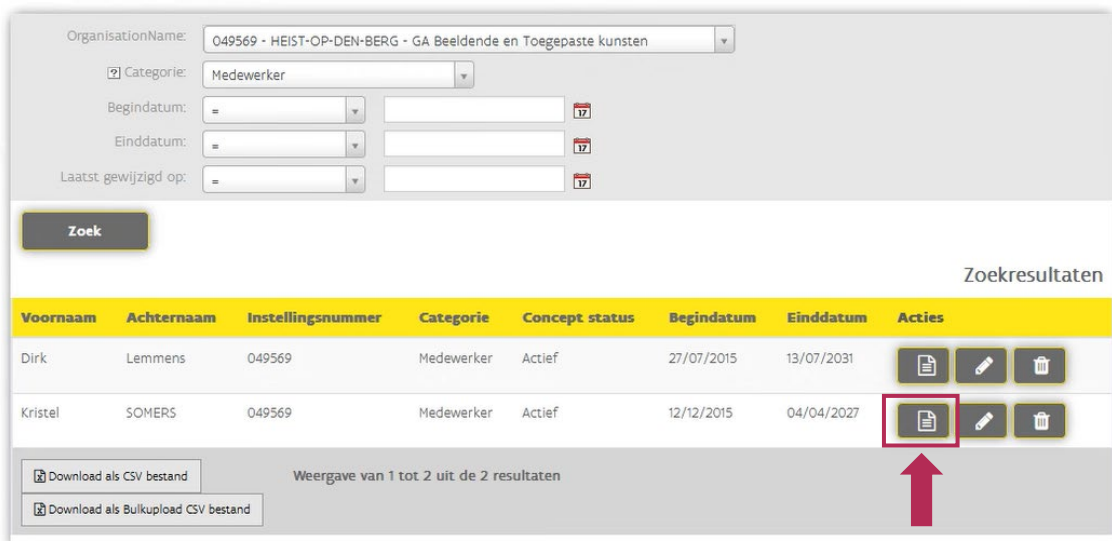 OrganisationName: 049569 - HEIST-OP-DEN-BERG - GA Beeldende en Toegepaste kunsten
? Categorie: Medewerker
Begindatum: = 17
Einddatum: = 17
Laatst gewijzigd op: = 17
Zoek
Zoekresultaten
Voornaam Achternaam Instellingsnummer Categorie Concept status Begindatum Einddatum Acties
Dirk Lemmens 049569 Medewerker Actief 27/07/2015 13/07/2031
Kristel SOMERS 049569 Medewerker Actief 12/12/2015 04/04/2027
Download als CSV bestand Weergave van 1 tot 2 uit de 2 resultaten
Download als Bulkupload CSV bestand